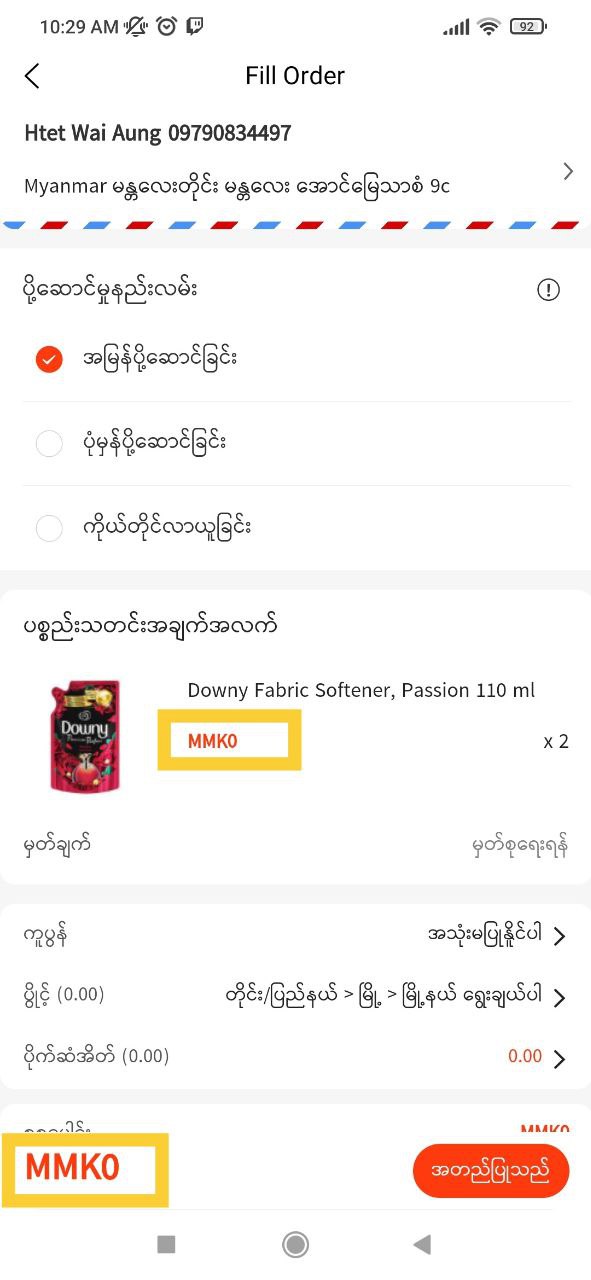 10:29 AM
92
Fill Order
Htet Wai Aung 09790834497
Myanmar မန္တလေးတိုင်း မန္တလေး အောင်မြေသာစံ 9c
ပို့ဆောင်မှုနည်းလမ်း
အမြန်ပို့ဆောင်ခြင်း
ပုံမှန်ပို့ဆောင်ခြင်း
ကိုယ်တိုင်လာယူခြင်း
ပစ္စည်းသတင်းအချက်အလက်
Downy Fabric Softener, Passion 110 ml
Downy
MMK0 x 2
မှတ်ချက် မှတ်စုရေးရန်
ကူပွန် အသုံးမပြုနိူင်ပါ
ပွိုင့် (0.00) တိုင်း/ပြည်နယ် > မြို့ > မြို့နယ် ရွေးချယ်ပါ
ပိုက်ဆံအိတ် (0.00) 0.00
MMK0
MMK0 အတည်ပြုသည်